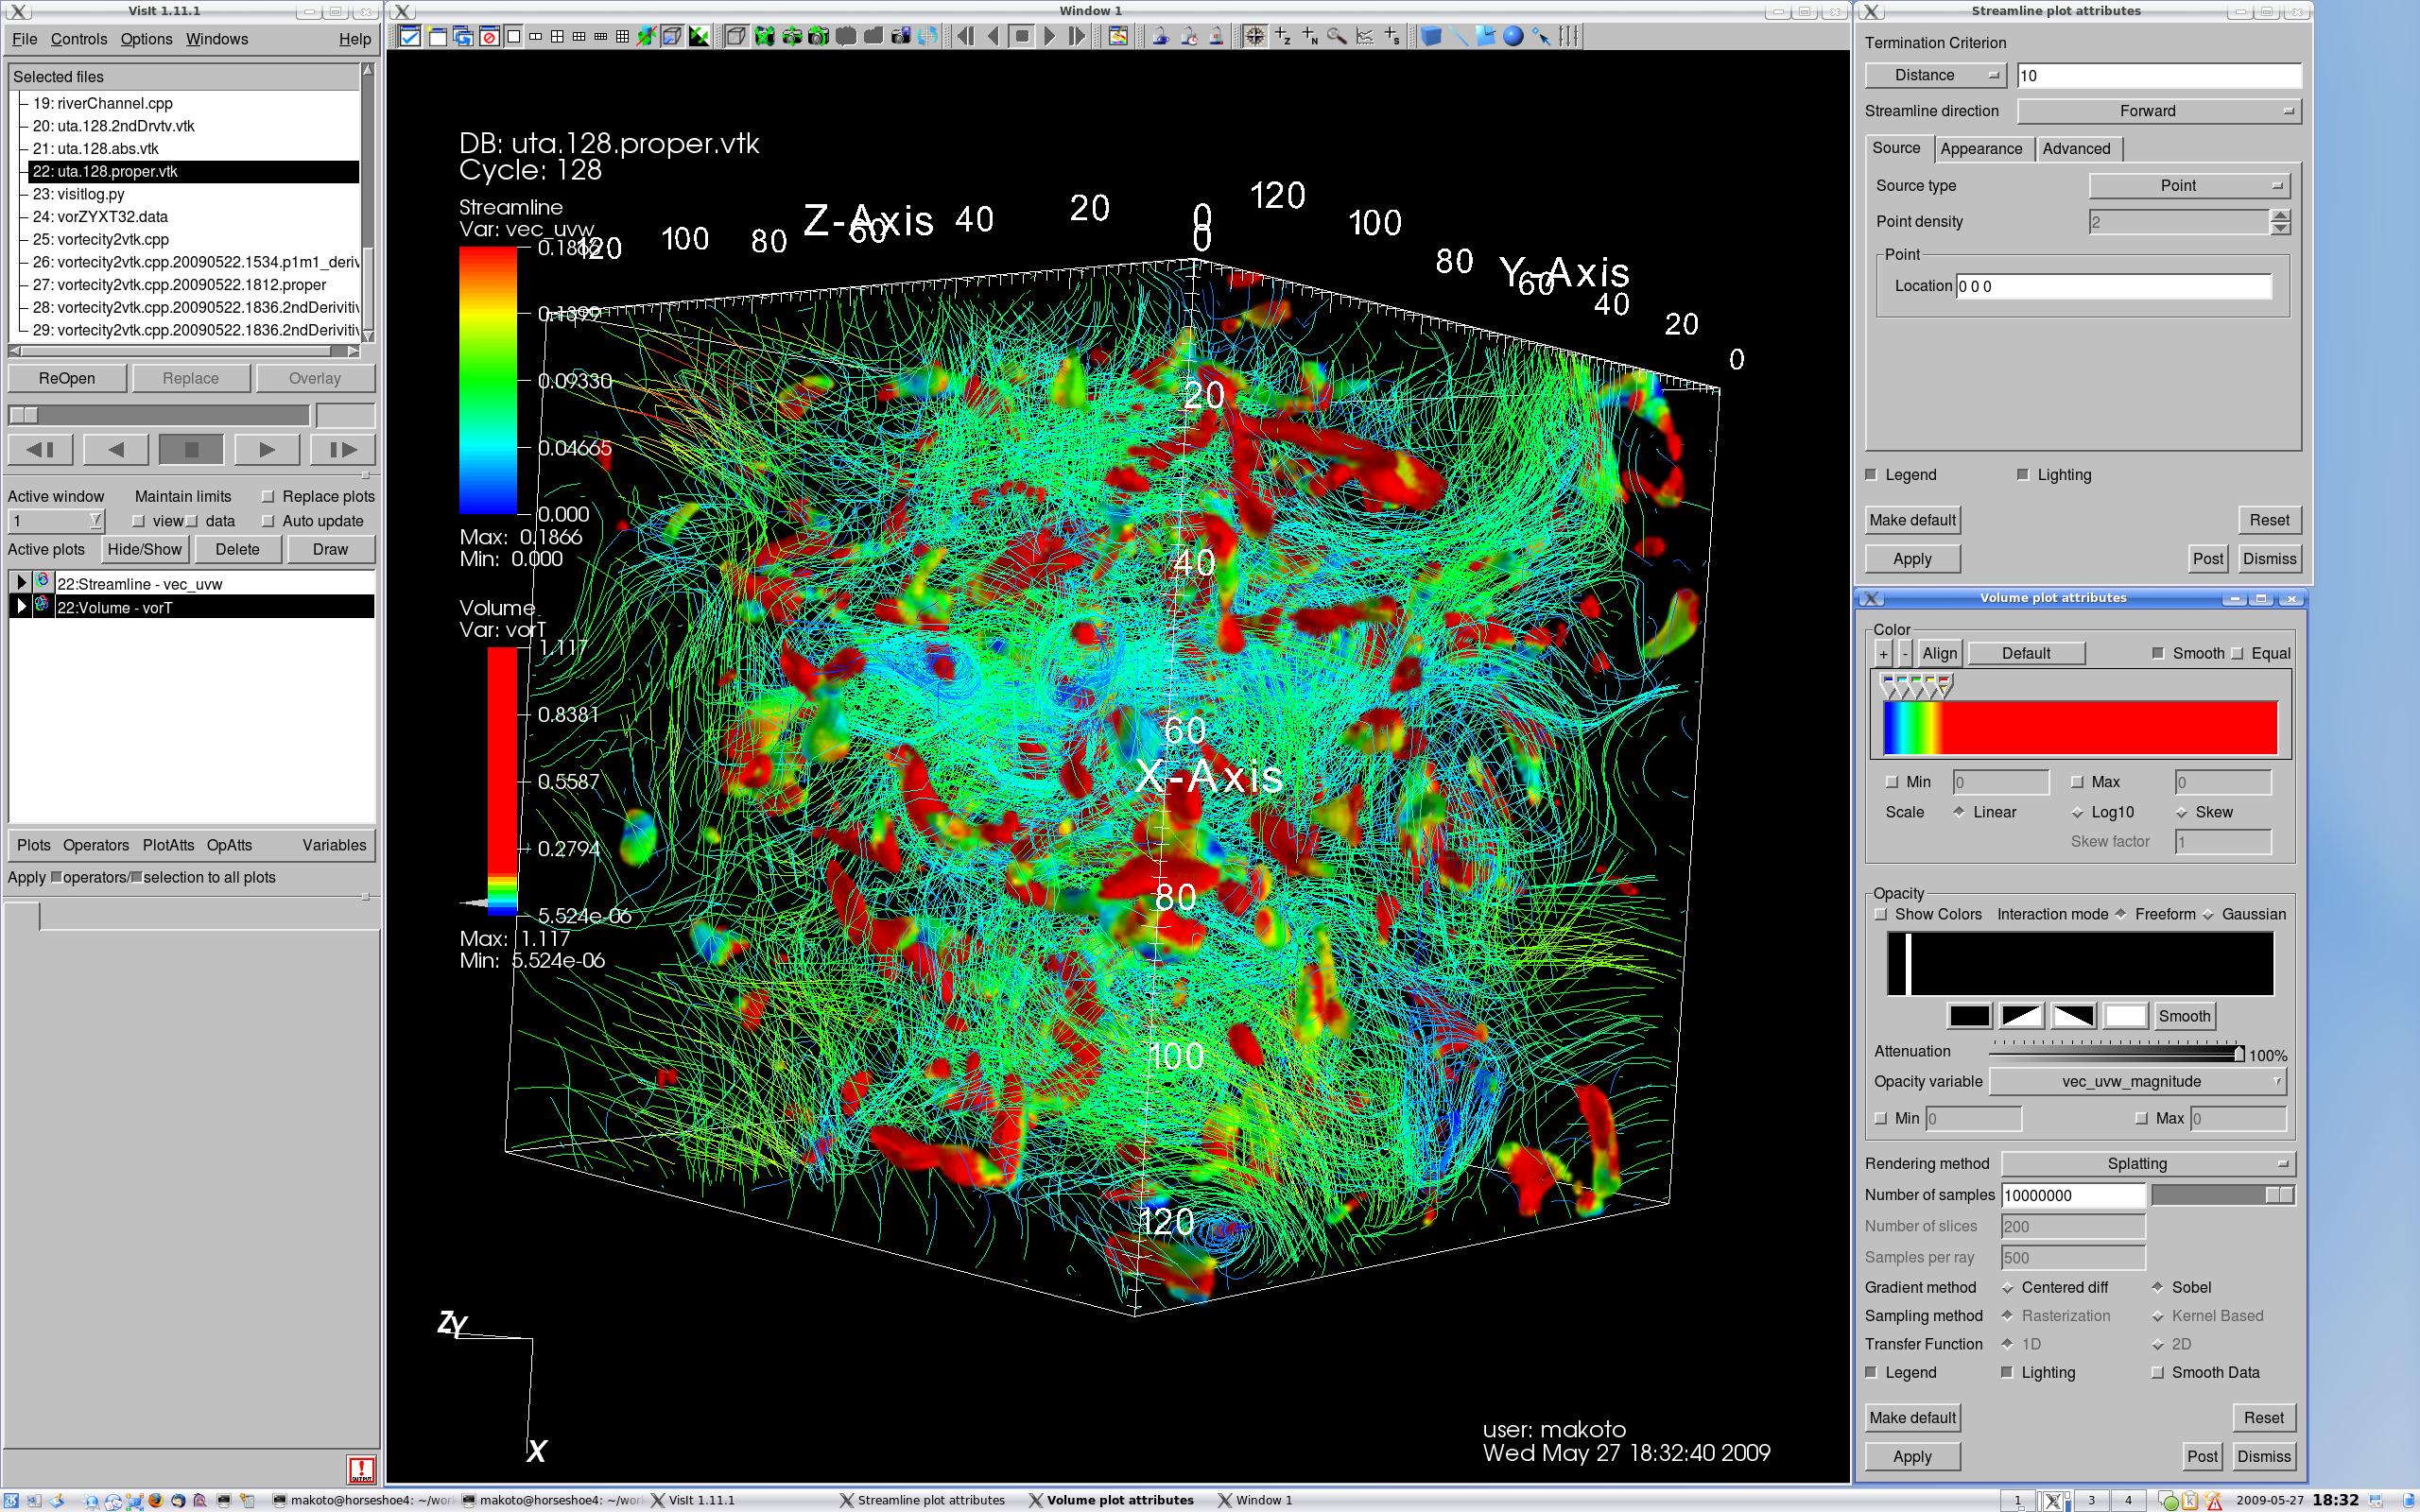 VisIt 1.11.1
File Controls Options Windows Help
Selected files
19: riverChannel.cpp
20: uta.128.2ndDrvtv.vtk
21: uta.128.abs.vtk
22: uta.128.proper.vtk
23: visitlog.py
24: vorZYXT32.data
25: vortecity2vtk.cpp
26: vortecity2vtk.cpp.20090522.1534.p1m1_deriv
27: vortecity2vtk.cpp.20090522.1812.proper
28: vortecity2vtk.cpp.20090522.1836.2ndDerivitiv
29: vortecity2vtk.cpp.20090522.1836.2ndDerivitiv
ReOpen Replace Overlay
Active window Maintain limits Replace plots
1 view data Auto update
Active plots Hide/Show Delete Draw
22:Streamline - vec_uvw
22:Volume - vorT
Plots Operators PlotAtts OpAtts Variables
Apply operators/ selection to all plots
Window 1
DB: uta.128.proper.vtk
Cycle: 128
Streamline
Var: vec_uvw
0.1866
0.1399
0.09330
0.04665
0.000
Max: 0.1866
Min: 0.000
Volume
Var: vorT
1.117
0.8381
0.5587
0.2794
5.524e-06
Max: 1.117
Min: 5.524e-06
120 100 80 60 40 20 0
Z-Axis
0 120 100 80 60 40 20 0
Y-Axis
20
40
60
X-Axis
80
100
120
ZY
X
user: makoto
Wed May 27 18:32:40 2009
Streamline plot attributes
Termination Criterion
Distance 10
Streamline direction Forward
Source Appearance Advanced
Source type Point
Point density 2
Point
Location 0 0 0
Legend Lighting
Make default Reset
Apply Post Dismiss
Volume plot attributes
Color
+ - Align Default Smooth Equal
Min 0 Max 0
Scale Linear Log10 Skew
Skew factor 1
Opacity
Show Colors Interaction mode Freeform Gaussian
Smooth
Attenuation 100%
Opacity variable vec_uvw_magnitude
Min 0 Max 0
Rendering method Splatting
Number of samples 10000000
Number of slices 200
Samples per ray 500
Gradient method Centered diff Sobel
Sampling method Rasterization Kernel Based
Transfer Function 1D 2D
Legend Lighting Smooth Data
Make default Reset
Apply Post Dismiss
makoto@horseshoe4: ~/wor makoto@horseshoe4: ~/wor VisIt 1.11.1 Streamline plot attributes Volume plot attributes Window 1 1 3 4 2009-05-27 18:32